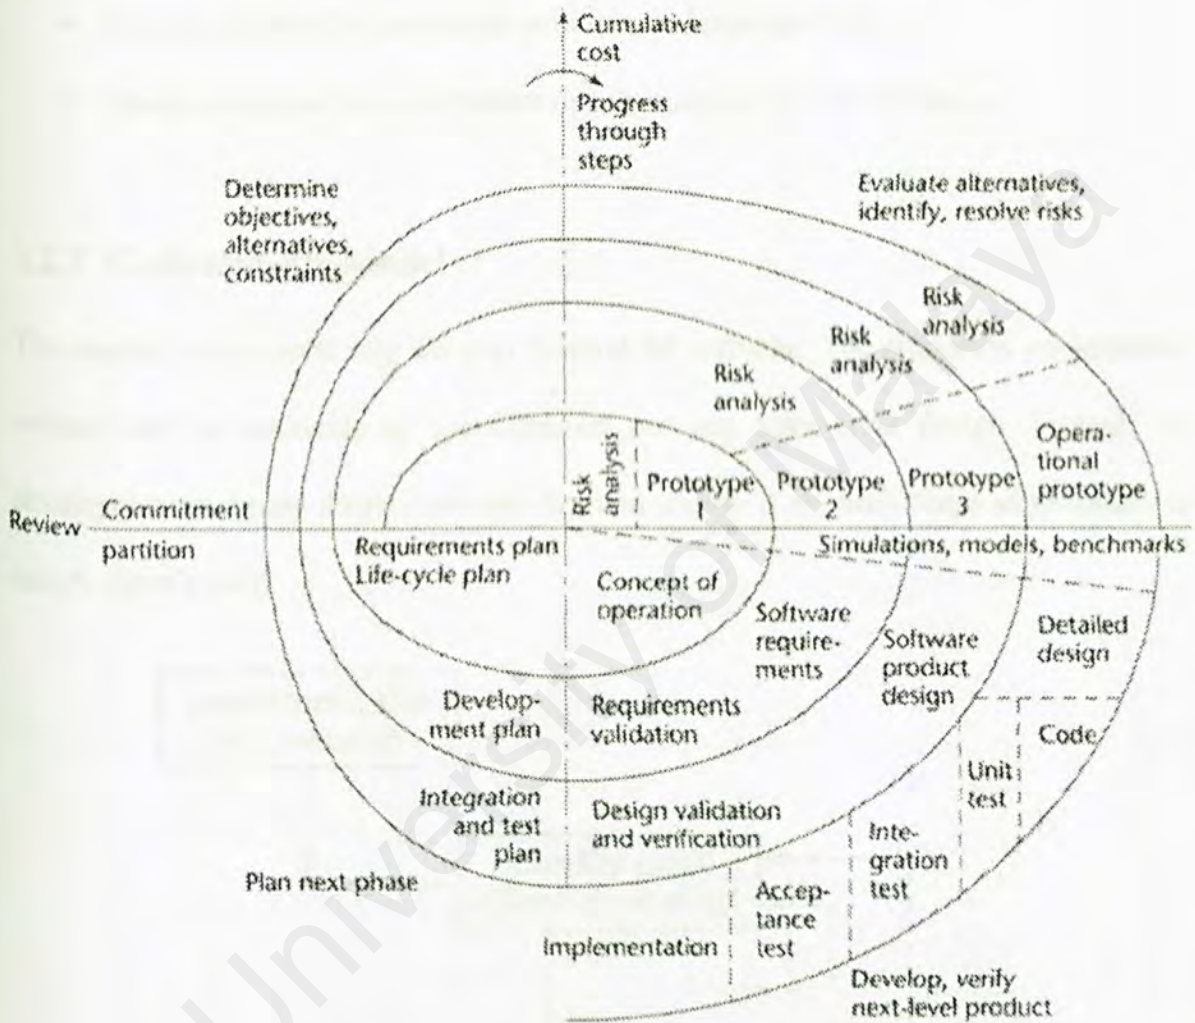 Cumulative
cost
Progress
through
steps
Determine
objectives,
alternatives,
constraints
Evaluate alternatives,
identify, resolve risks
Risk
analysis
Risk
analysis
Risk
analysis
Risk
analysis
Prototype
1
Prototype
2
Prototype
3
Opera-
tional
prototype
Review
Commitment
partition
Requirements plan
Life-cycle plan
Simulations, models, benchmarks
Concept of
operation
Software
require-
ments
Software
product
design
Detailed
design
Develop-
ment plan
Requirements
validation
Code
Unit
test
Integration
and test
plan
Design validation
and verification
Inte-
gration
test
Plan next phase
Accep-
tance
test
Implementation
Develop, verify
next-level product
University of Malaya